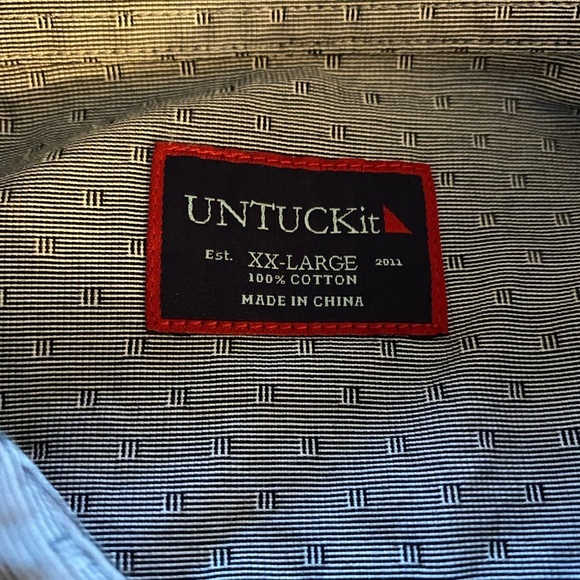 UNTUCKit
Est. XX-LARGE 2011
100% COTTON
MADE IN CHINA